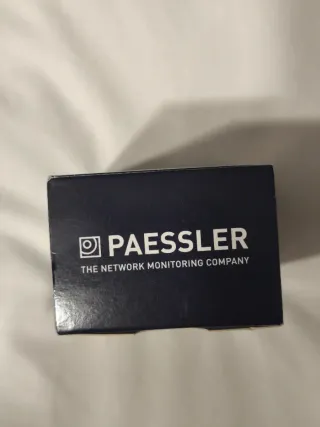 PAESSLER
THE NETWORK MONITORING COMPANY